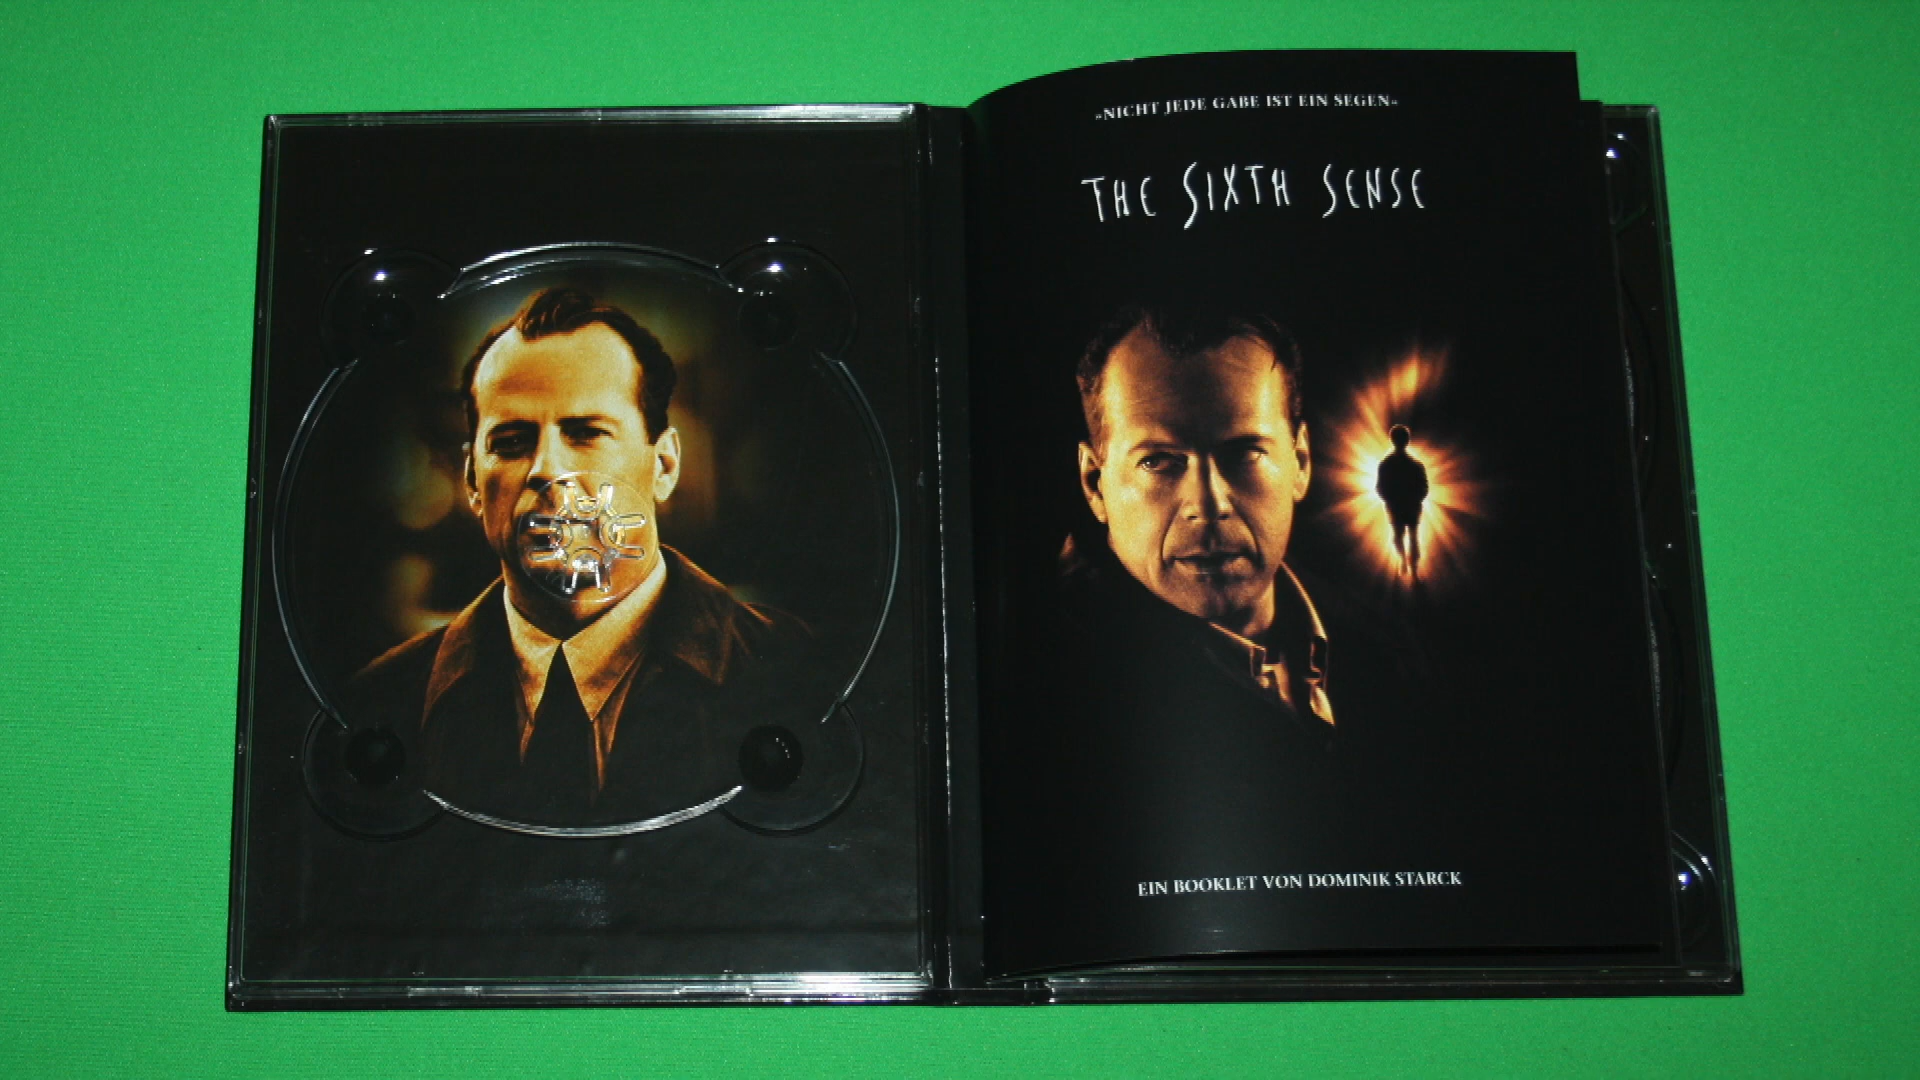 »NICHT JEDE GABE IST EIN SEGEN«
THE SIXTH SENSE
EIN BOOKLET VON DOMINIK STARCK